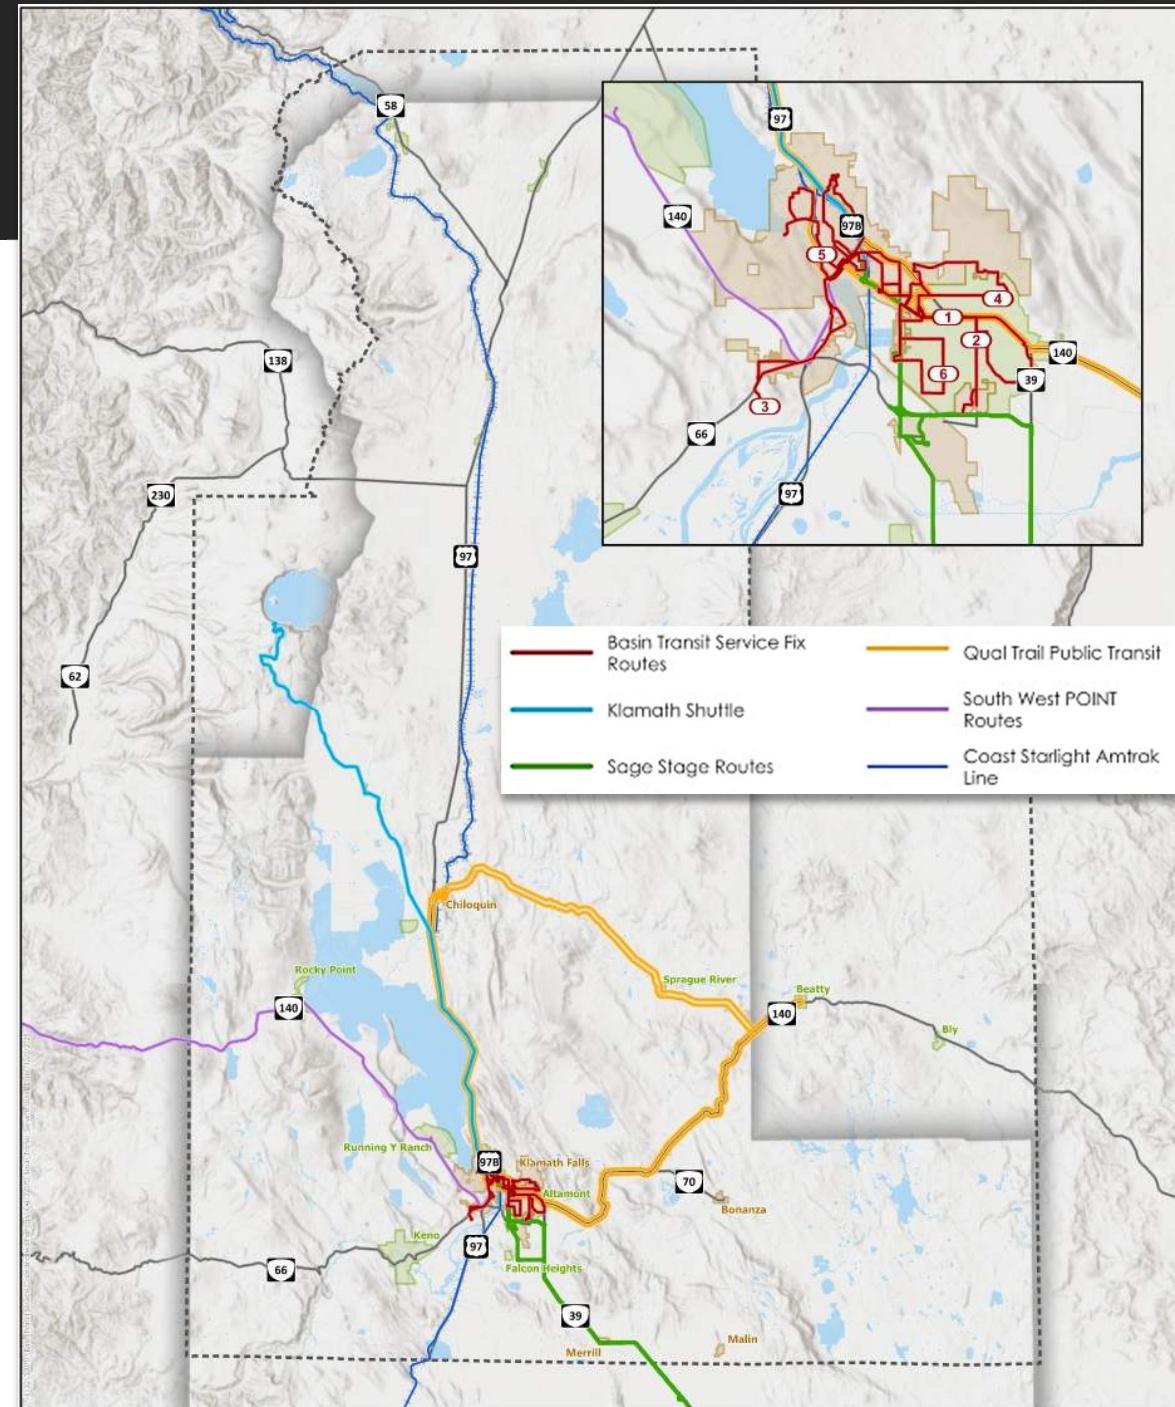 58
97
140
97B
5
4
1
2
140
6
39
3
66
97
138
230
97
62
Basin Transit Service Fix
Routes
Klamath Shuttle
Sage Stage Routes
Qual Trail Public Transit
South West POINT
Routes
Coast Starlight Amtrak
Line
Chiloquin
Rocky Point
140
Sprague River
Beatty
140
Bly
Running Y Ranch
97B
Klamath Falls
Altamont
70
Bonanza
Keno
97
66
Falcon Heights
39
Malin
Merrill